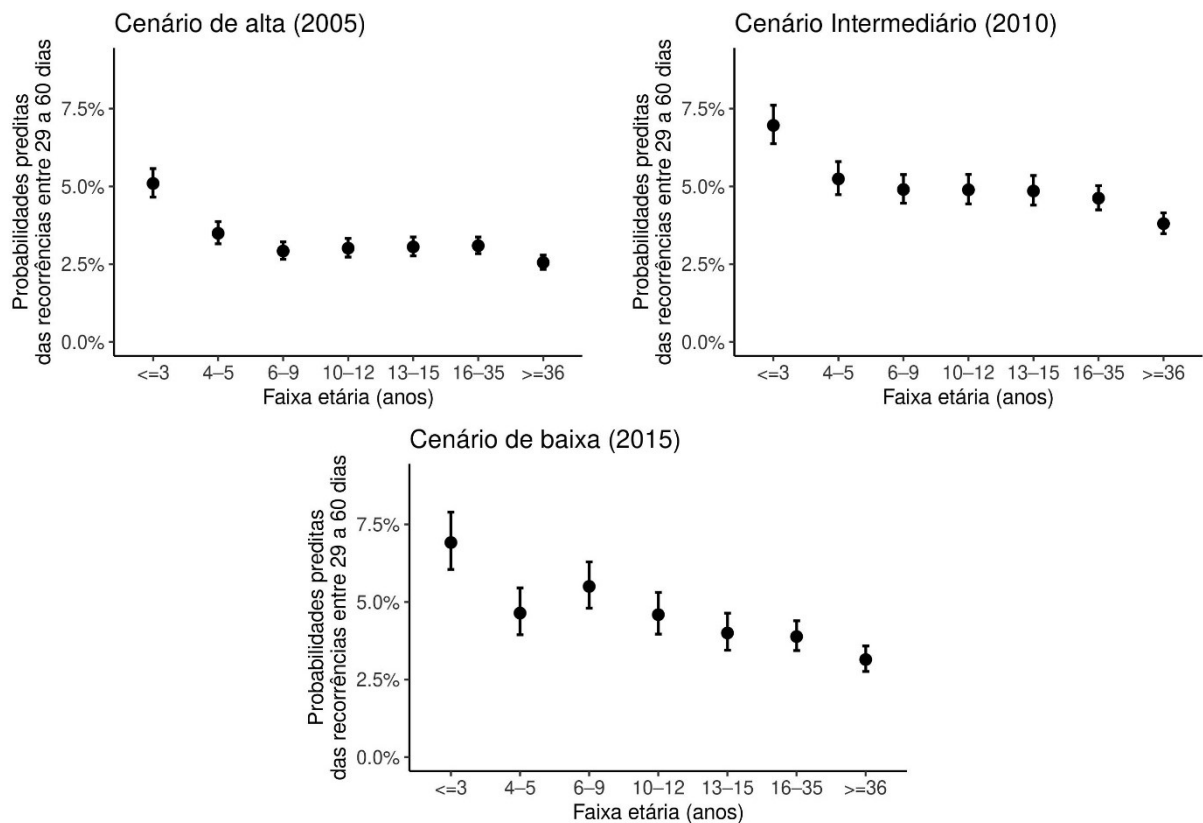 Cenário de alta (2005)
Probabilidades preditas
das recorrências entre 29 a 60 dias
7.5%
5.0%
2.5%
0.0%
<=3 4–5 6–9 10–12 13–15 16–35 >=36
Faixa etária (anos)
Cenário Intermediário (2010)
Probabilidades preditas
das recorrências entre 29 a 60 dias
7.5%
5.0%
2.5%
0.0%
<=3 4–5 6–9 10–12 13–15 16–35 >=36
Faixa etária (anos)
Cenário de baixa (2015)
Probabilidades preditas
das recorrências entre 29 a 60 dias
7.5%
5.0%
2.5%
0.0%
<=3 4–5 6–9 10–12 13–15 16–35 >=36
Faixa etária (anos)